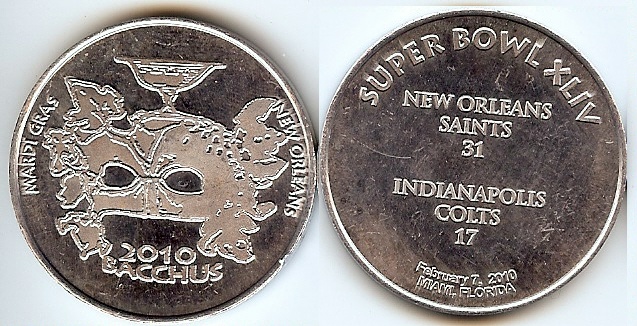 MARDI GRAS
NEW ORLEANS
2010
BACCHUS
SUPER BOWL XLIV
NEW ORLEANS
SAINTS
31
INDIANAPOLIS
COLTS
17
February 7, 2010
MIAMI, FLORIDA